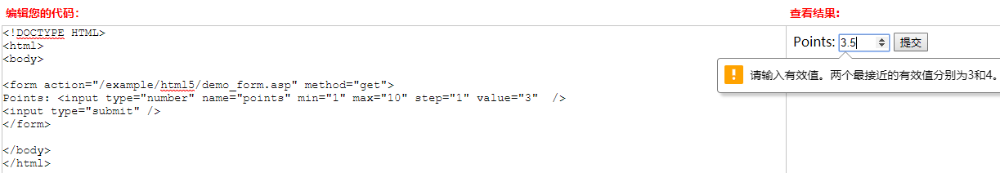 编辑您的代码：
查看结果:
<!DOCTYPE HTML>
<html>
<body>
<form action="/example/html5/demo_form.asp" method="get">
Points: <input type="number" name="points" min="1" max="10" step="1" value="3"  />
<input type="submit" />
</form>
</body>
</html>
Points: 3.5 提交
请输入有效值。两个最接近的有效值分别为3和4。